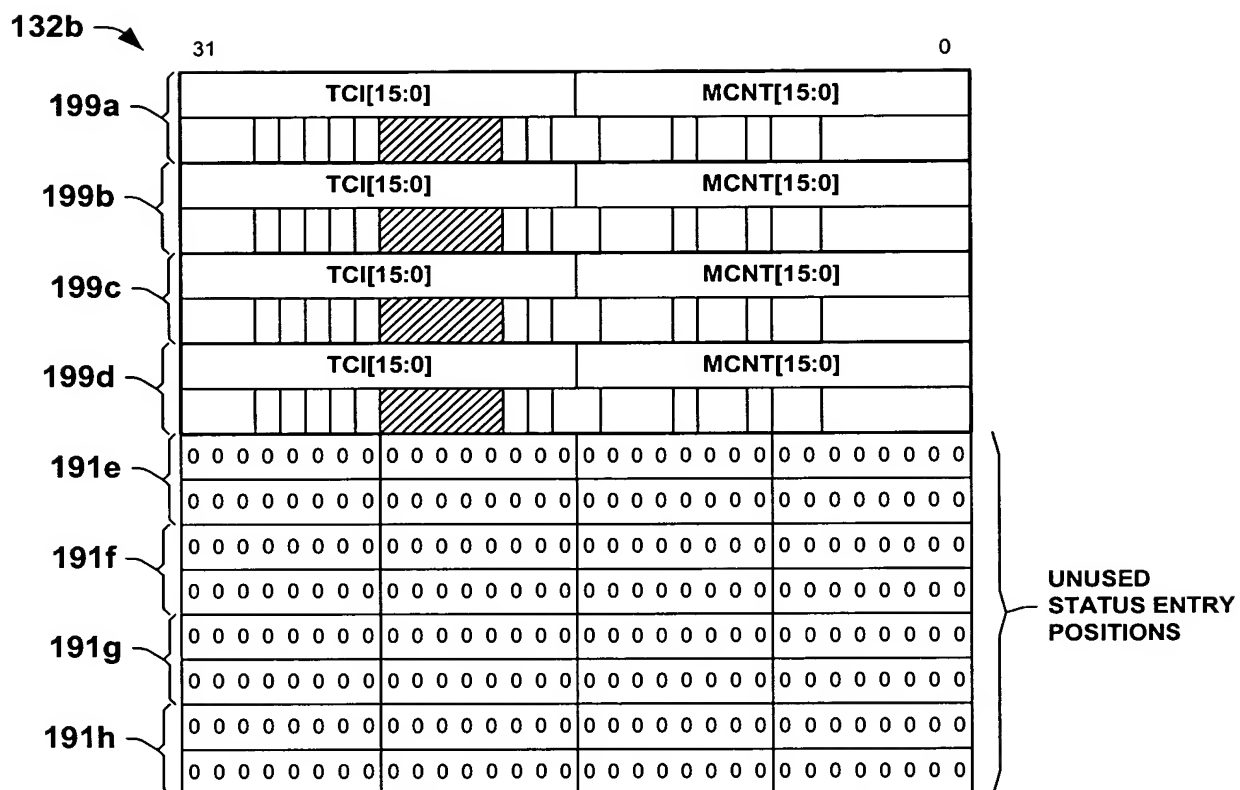 132b
31 0
199a TCI[15:0] MCNT[15:0]
199b TCI[15:0] MCNT[15:0]
199c TCI[15:0] MCNT[15:0]
199d TCI[15:0] MCNT[15:0]
191e 0 0 0 0 0 0 0 0 0 0 0 0 0 0 0 0 0 0 0 0 0 0 0 0 0 0 0 0 0 0 0 0
0 0 0 0 0 0 0 0 0 0 0 0 0 0 0 0 0 0 0 0 0 0 0 0 0 0 0 0 0 0 0 0
191f 0 0 0 0 0 0 0 0 0 0 0 0 0 0 0 0 0 0 0 0 0 0 0 0 0 0 0 0 0 0 0 0
0 0 0 0 0 0 0 0 0 0 0 0 0 0 0 0 0 0 0 0 0 0 0 0 0 0 0 0 0 0 0 0
191g 0 0 0 0 0 0 0 0 0 0 0 0 0 0 0 0 0 0 0 0 0 0 0 0 0 0 0 0 0 0 0 0
0 0 0 0 0 0 0 0 0 0 0 0 0 0 0 0 0 0 0 0 0 0 0 0 0 0 0 0 0 0 0 0
191h 0 0 0 0 0 0 0 0 0 0 0 0 0 0 0 0 0 0 0 0 0 0 0 0 0 0 0 0 0 0 0 0
0 0 0 0 0 0 0 0 0 0 0 0 0 0 0 0 0 0 0 0 0 0 0 0 0 0 0 0 0 0 0 0
UNUSED
STATUS ENTRY
POSITIONS